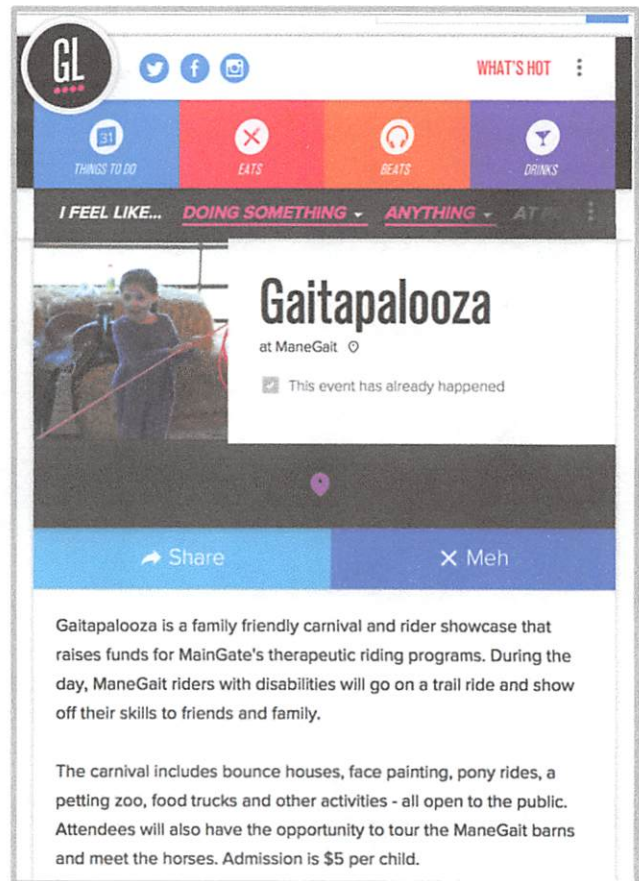 GL
WHAT'S HOT
31
THINGS TO DO
EATS
BEATS
DRINKS
I FEEL LIKE... DOING SOMETHING ANYTHING AT
Gaitapalooza
at ManeGait
This event has already happened
Share
Meh
Gaitapalooza is a family friendly carnival and rider showcase that
raises funds for MainGate's therapeutic riding programs. During the
day, ManeGait riders with disabilities will go on a trail ride and show
off their skills to friends and family.
The carnival includes bounce houses, face painting, pony rides, a
petting zoo, food trucks and other activities - all open to the public.
Attendees will also have the opportunity to tour the ManeGait barns
and meet the horses. Admission is $5 per child.